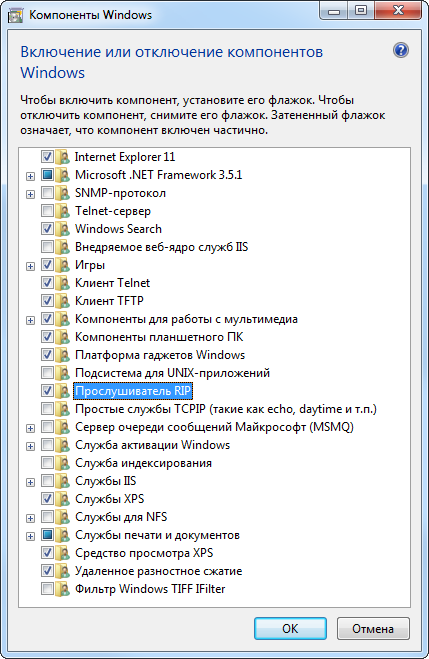 Компоненты Windows
Включение или отключение компонентов
Windows
Чтобы включить компонент, установите его флажок. Чтобы
отключить компонент, снимите его флажок. Затененный флажок
означает, что компонент включен частично.
Internet Explorer 11
Microsoft .NET Framework 3.5.1
SNMP-протокол
Telnet-сервер
Windows Search
Внедряемое веб-ядро служб IIS
Игры
Клиент Telnet
Клиент TFTP
Компоненты для работы с мультимедиа
Компоненты планшетного ПК
Платформа гаджетов Windows
Подсистема для UNIX-приложений
Прослушиватель RIP
Простые службы TCPIP (такие как echo, daytime и т.п.)
Сервер очереди сообщений Майкрософт (MSMQ)
Служба активации Windows
Служба индексирования
Службы IIS
Службы XPS
Службы для NFS
Службы печати и документов
Средство просмотра XPS
Удаленное разностное сжатие
Фильтр Windows TIFF IFilter
ОК
Отмена